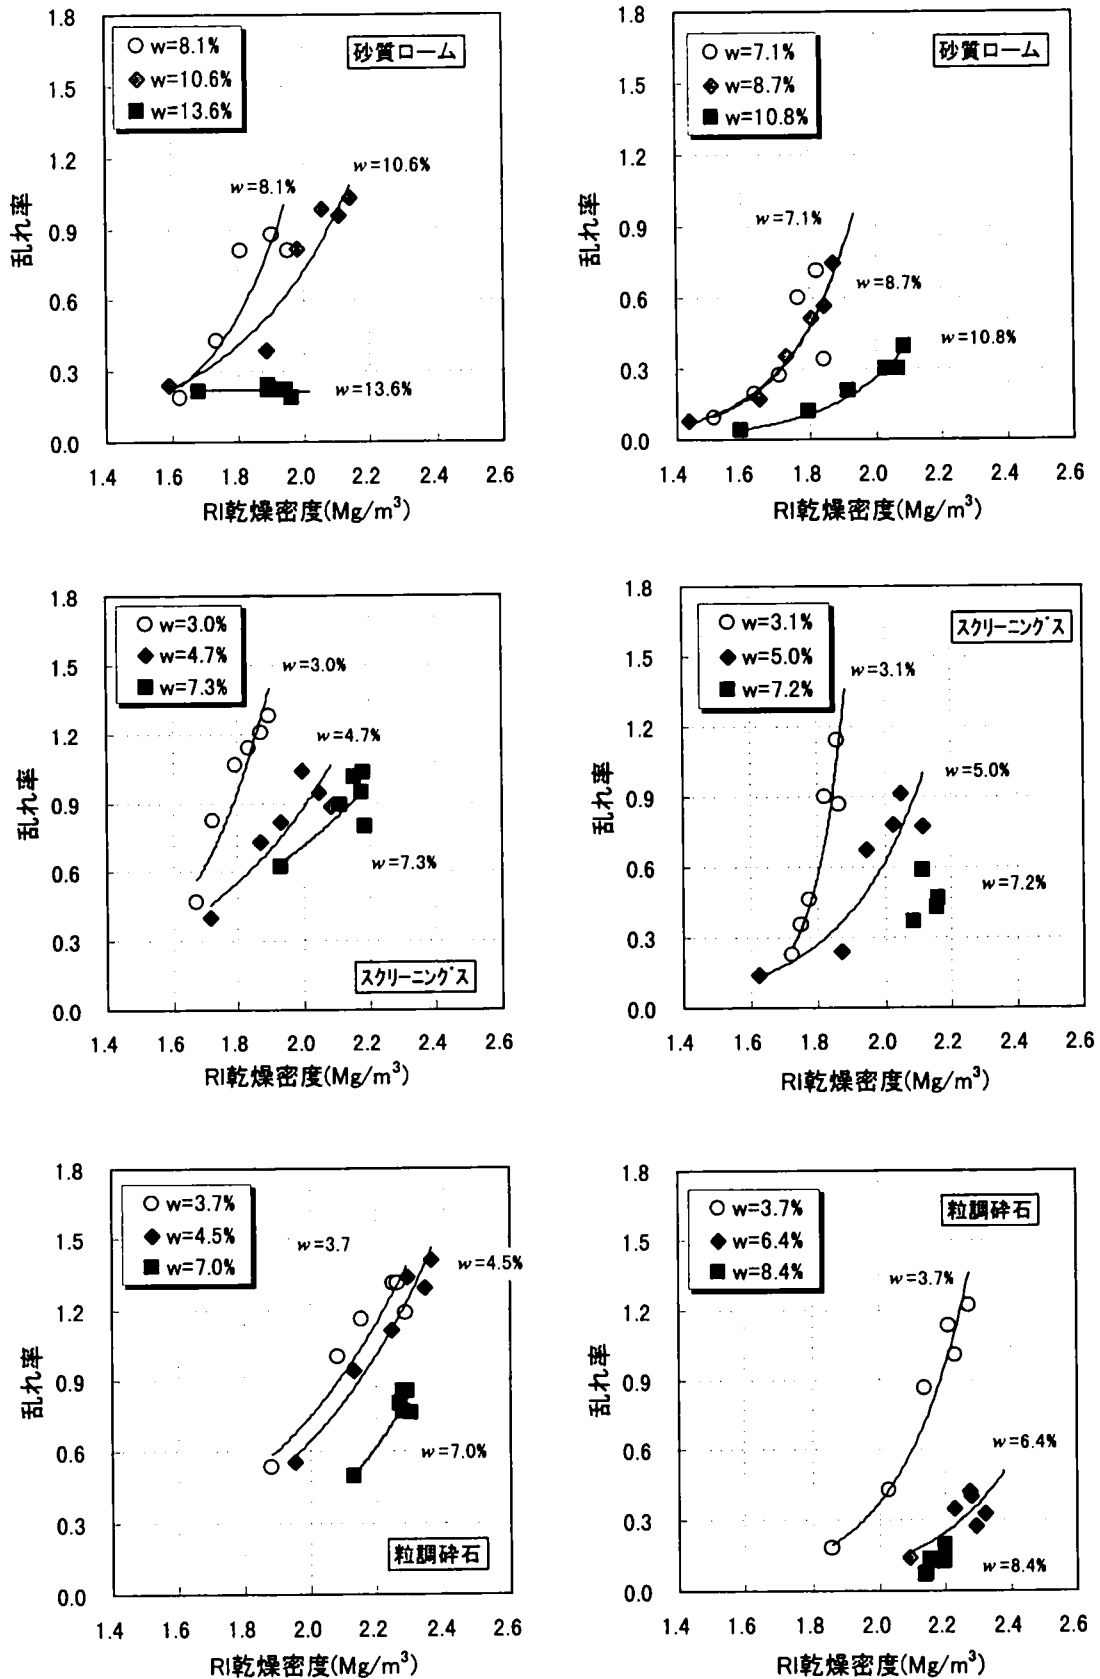 1.8
1.5
1.2
0.9
0.6
0.3
0.0
乱れ率
w=8.1%
w=10.6%
w=13.6%
砂質ローム
w=8.1%
w=10.6%
w=13.6%
1.4 1.6 1.8 2.0 2.2 2.4 2.6
RI乾燥密度(Mg/m³)
1.8
1.5
1.2
0.9
0.6
0.3
0.0
乱れ率
w=7.1%
w=8.7%
w=10.8%
砂質ローム
w=7.1%
w=8.7%
w=10.8%
1.4 1.6 1.8 2.0 2.2 2.4 2.6
RI乾燥密度(Mg/m³)
1.8
1.5
1.2
0.9
0.6
0.3
0.0
乱れ率
w=3.0%
w=4.7%
w=7.3%
w=3.0%
w=4.7%
w=7.3%
スクリーニングス
1.4 1.6 1.8 2.0 2.2 2.4 2.6
RI乾燥密度(Mg/m³)
1.8
1.5
1.2
0.9
0.6
0.3
0.0
乱れ率
w=3.1%
w=5.0%
w=7.2%
スクリーニングス
w=3.1%
w=5.0%
w=7.2%
1.4 1.6 1.8 2.0 2.2 2.4 2.6
RI乾燥密度(Mg/m³)
1.8
1.5
1.2
0.9
0.6
0.3
0.0
乱れ率
w=3.7%
w=4.5%
w=7.0%
w=3.7
w=4.5%
w=7.0%
粒調砕石
1.4 1.6 1.8 2.0 2.2 2.4 2.6
RI乾燥密度(Mg/m³)
1.8
1.5
1.2
0.9
0.6
0.3
0.0
乱れ率
w=3.7%
w=6.4%
w=8.4%
粒調砕石
w=3.7%
w=6.4%
w=8.4%
1.4 1.6 1.8 2.0 2.2 2.4 2.6
RI乾燥密度(Mg/m³)